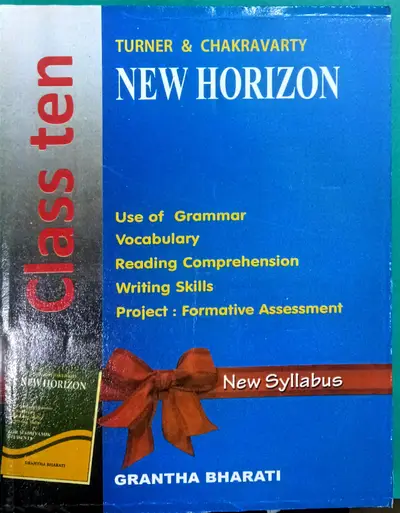 Class ten
TURNER & CHAKRAVARTY
NEW HORIZON
Use of Grammar
Vocabulary
Reading Comprehension
Writing Skills
Project : Formative Assessment
New Syllabus
NEW HORIZON
GRANTHA BHARATI
GRANTHA BHARATI